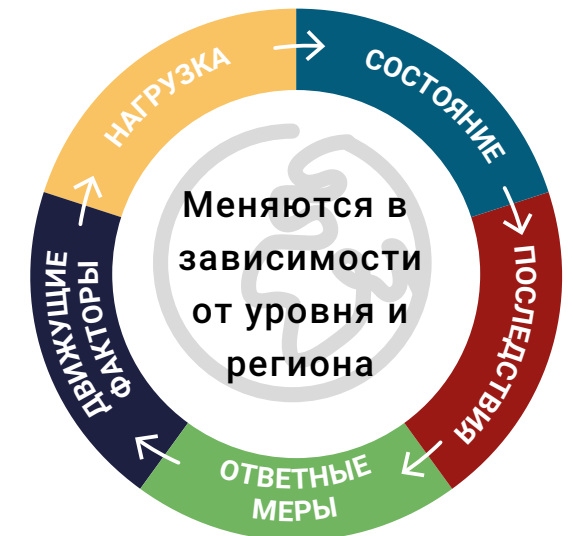 НАГРУЗКА
СОСТОЯНИЕ
ПОСЛЕДСТВИЯ
ОТВЕТНЫЕ
МЕРЫ
ДВИЖУЩИЕ
ФАКТОРЫ
Меняются в
зависимости
от уровня и
региона